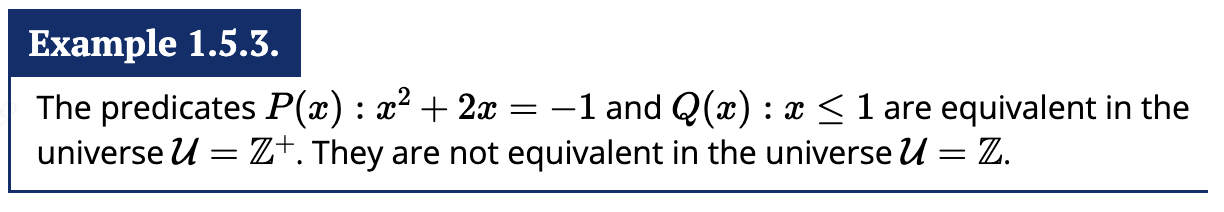 Example 1.5.3.
The predicates P(x) : x² + 2x = −1 and Q(x) : x ≤ 1 are equivalent in the
universe 𝒰 = ℤ⁺. They are not equivalent in the universe 𝒰 = ℤ.